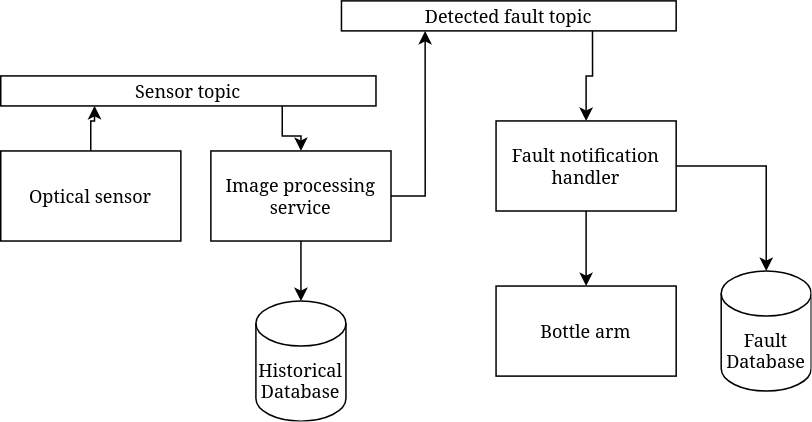 Detected fault topic
Sensor topic
Optical sensor
Image processing
service
Fault notification
handler
Bottle arm
Historical
Database
Fault
Database